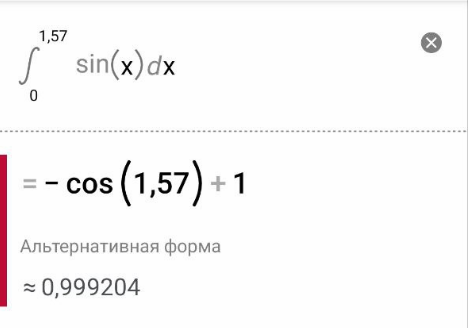 ∫₀^1,57 sin(x)dx
= − cos(1,57) + 1
Альтернативная форма
≈ 0,999204